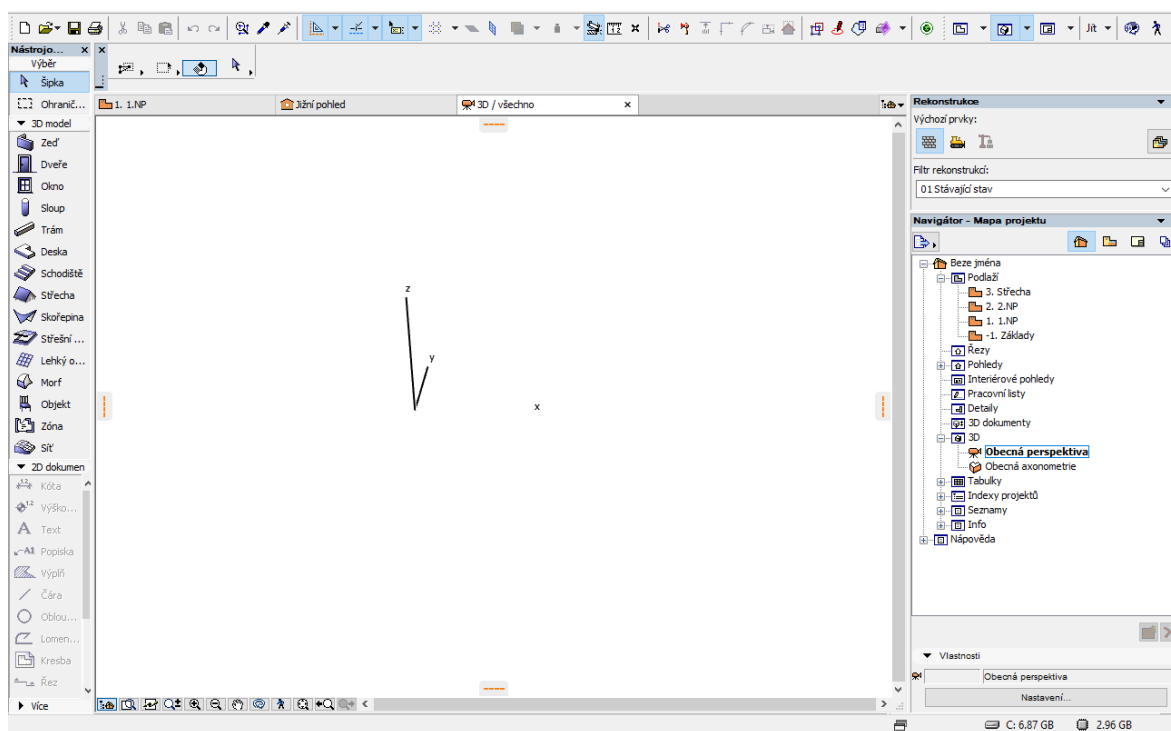 Jít
Nástrojo... x
Výběr
Šipka
Ohranič...
3D model
Zeď
Dveře
Okno
Sloup
Trám
Deska
Schodiště
Střecha
Skořepina
Střešní ...
Lehký o...
Morf
Objekt
Zóna
Síť
2D dokumen
Kóta
Výško...
Text
Popiska
Výplň
Čára
Oblou...
Lomen...
Kresba
Řez
Více
1. 1.NP
Jižní pohled
3D / všechno
z
y
x
Rekonstrukce
Výchozí prvky:
Filtr rekonstrukcí:
01 Stávající stav
Navigátor - Mapa projektu
Beze jména
Podlaží
3. Střecha
2. 2.NP
1. 1.NP
-1. Základy
Řezy
Pohledy
Interiérové pohledy
Pracovní listy
Detaily
3D dokumenty
3D
Obecná perspektiva
Obecná axonometrie
Tabulky
Indexy projektů
Seznamy
Info
Nápověda
Vlastnosti
Obecná perspektiva
Nastavení...
C: 6.87 GB
2.96 GB